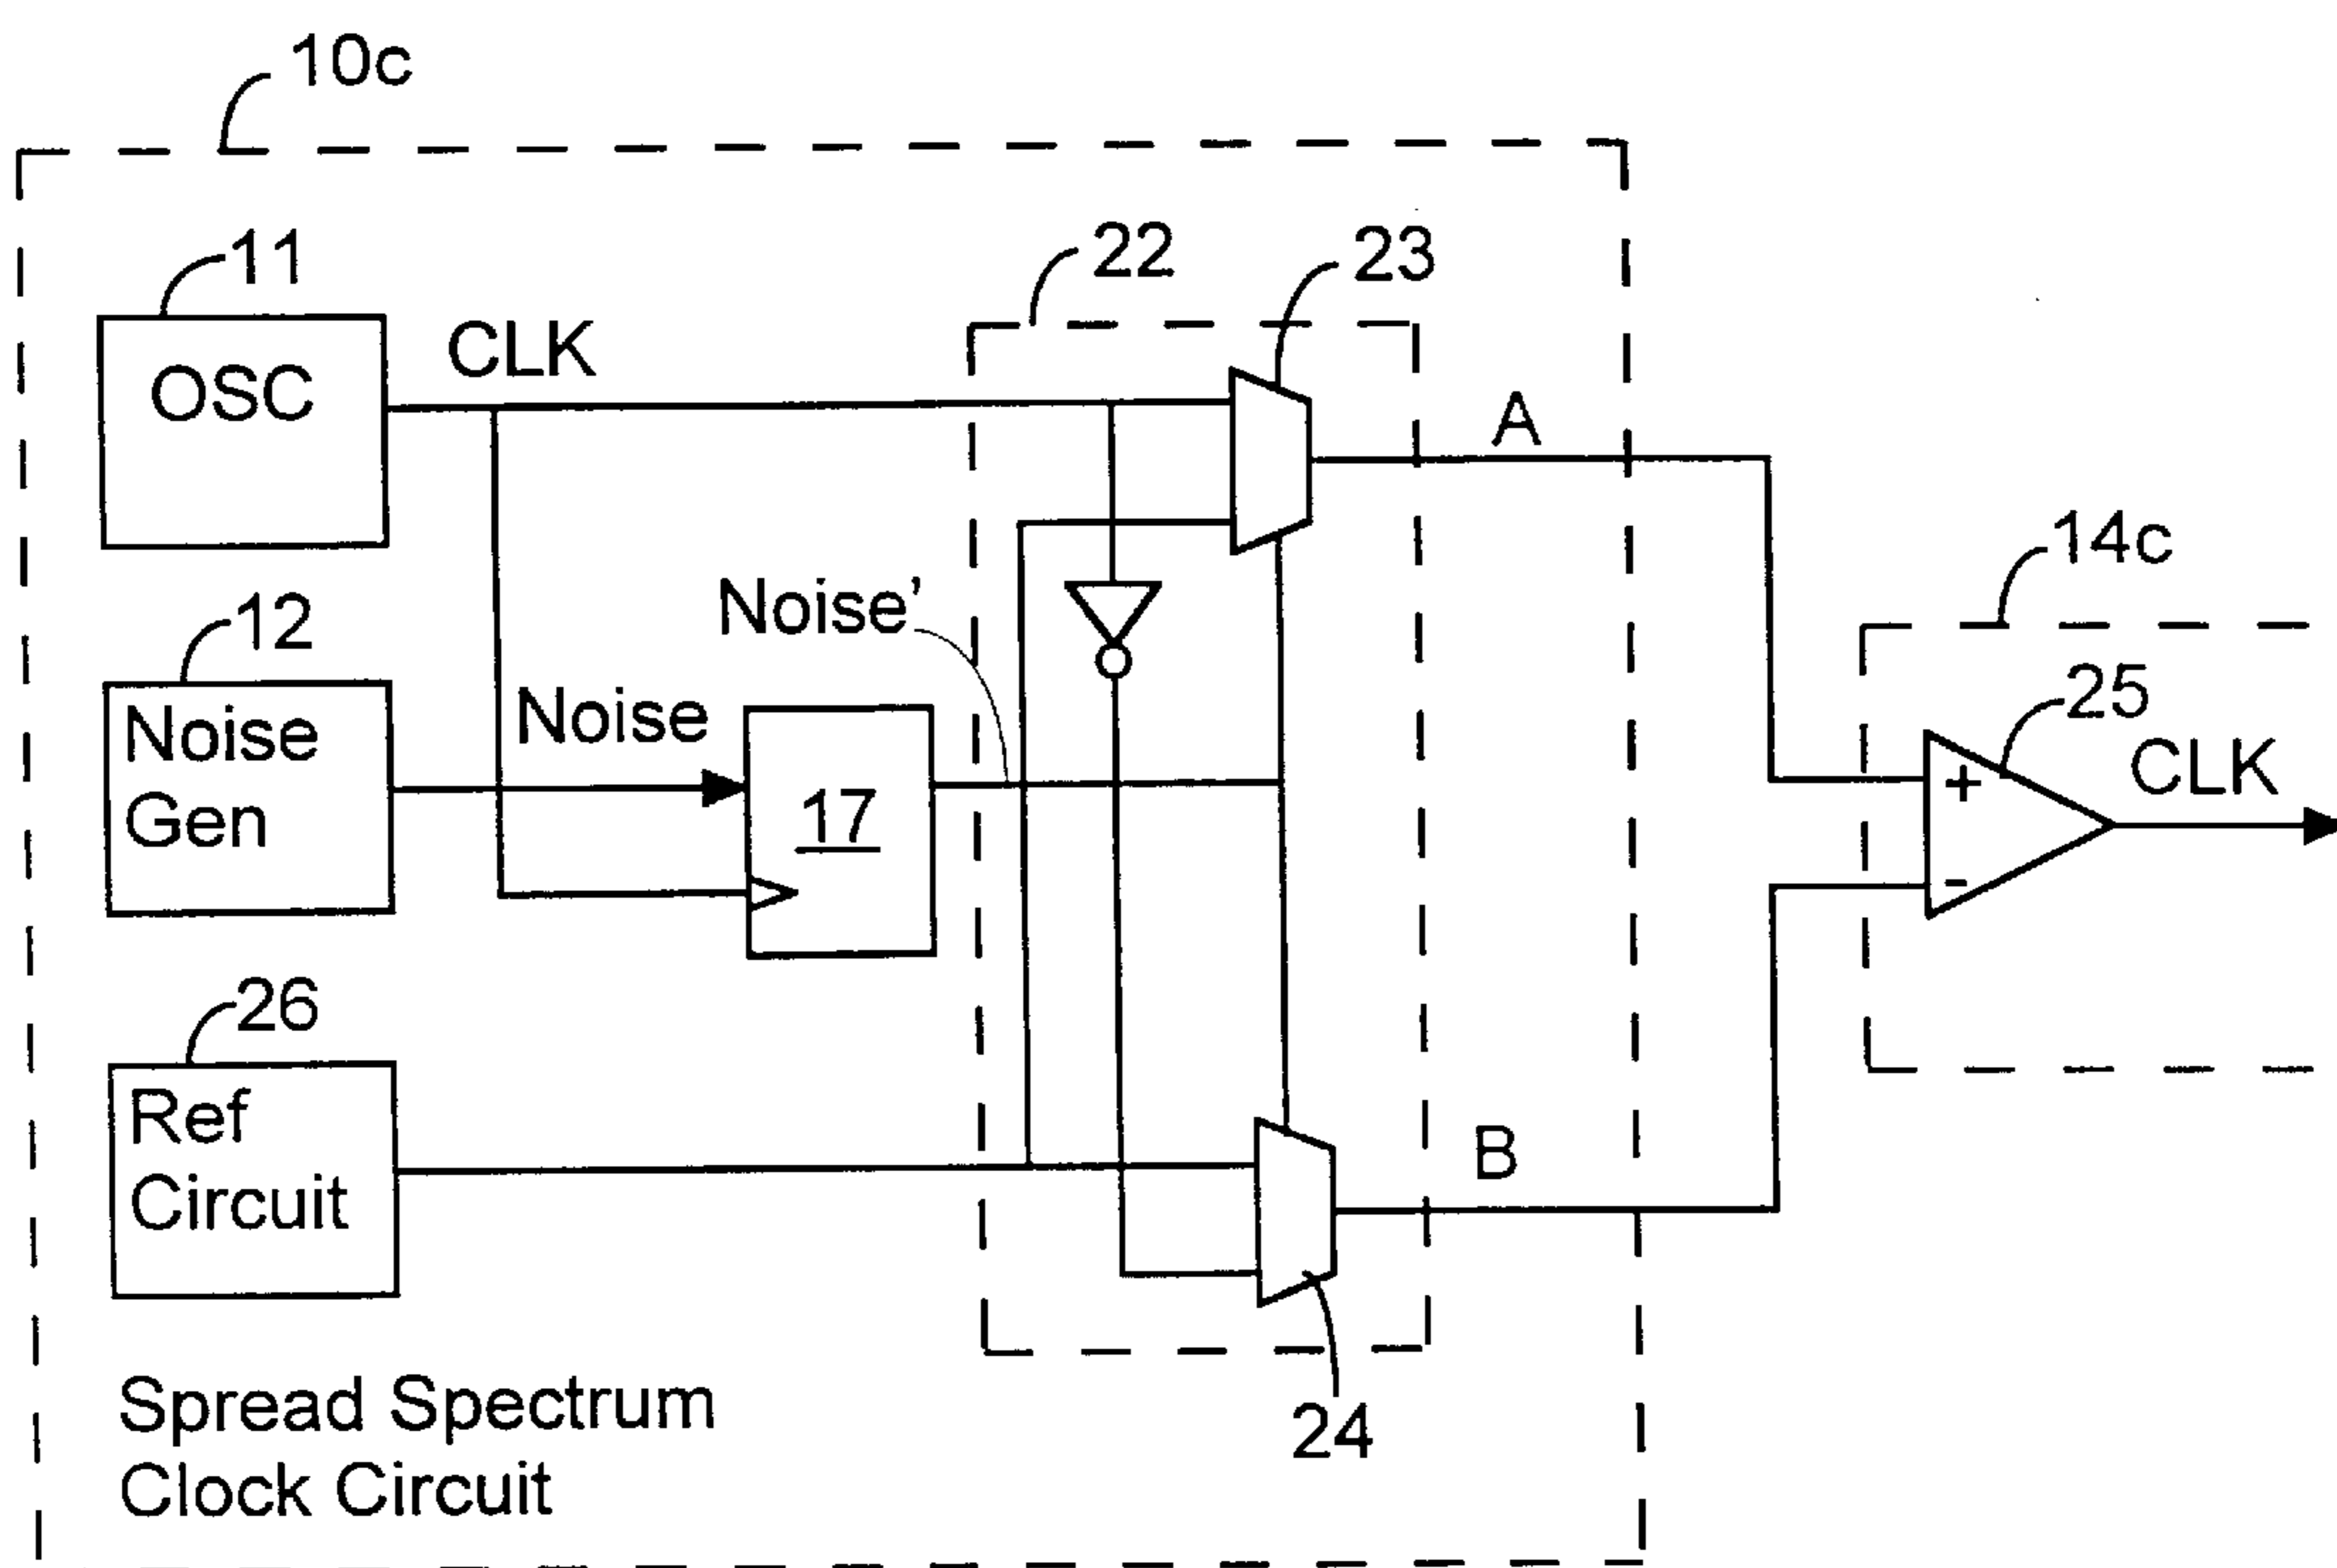 10c
11
OSC
CLK
22
23
A
12
Noise
Gen
Noise
Noise’
17
14c
25
CLK
+
-
26
Ref
Circuit
B
24
Spread Spectrum
Clock Circuit